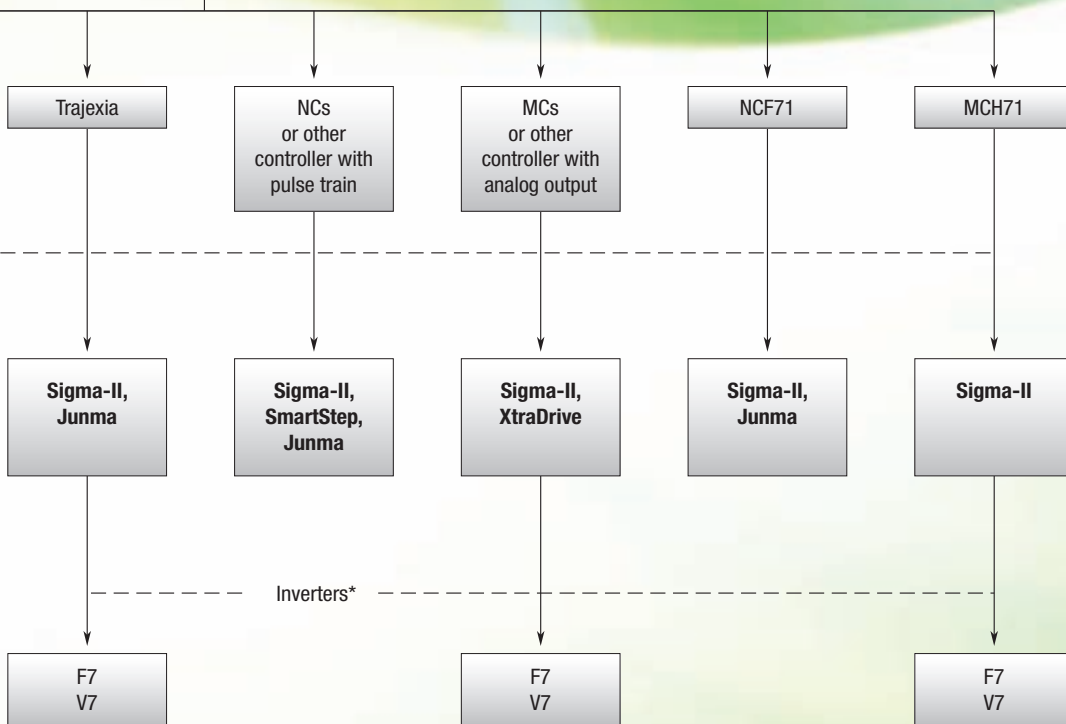 Trajexia
NCs
or other
controller with
pulse train
MCs
or other
controller with
analog output
NCF71
MCH71
Sigma-II,
Junma
Sigma-II,
SmartStep,
Junma
Sigma-II,
XtraDrive
Sigma-II,
Junma
Sigma-II
Inverters*
F7
V7
F7
V7
F7
V7